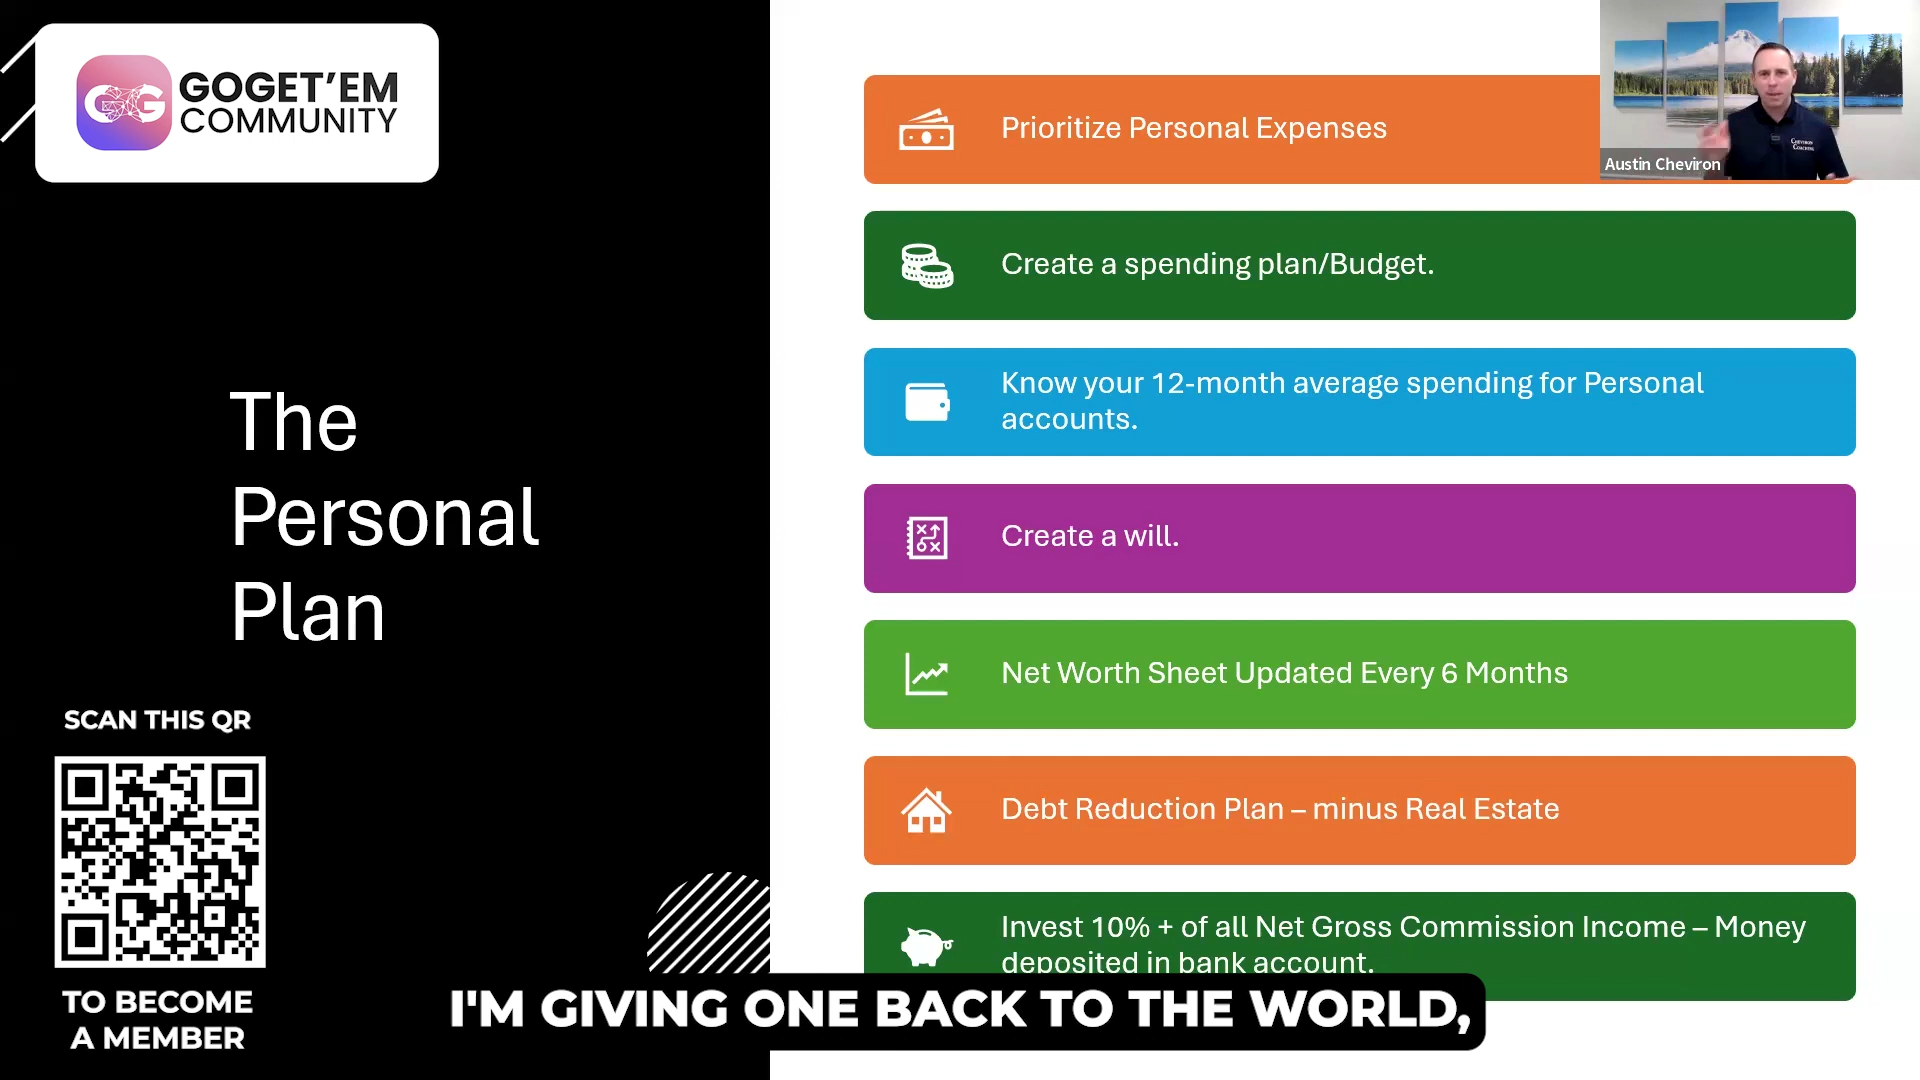 GOGET'EM
COMMUNITY
The
Personal
Plan
SCAN THIS QR
TO BECOME
A MEMBER
Prioritize Personal Expenses
Create a spending plan/Budget.
Know your 12-month average spending for Personal
accounts.
Create a will.
Net Worth Sheet Updated Every 6 Months
Debt Reduction Plan – minus Real Estate
Invest 10% + of all Net Gross Commission Income – Money
deposited in bank account.
Austin Cheviron
Cheviron
Coaching
I'M GIVING ONE BACK TO THE WORLD,